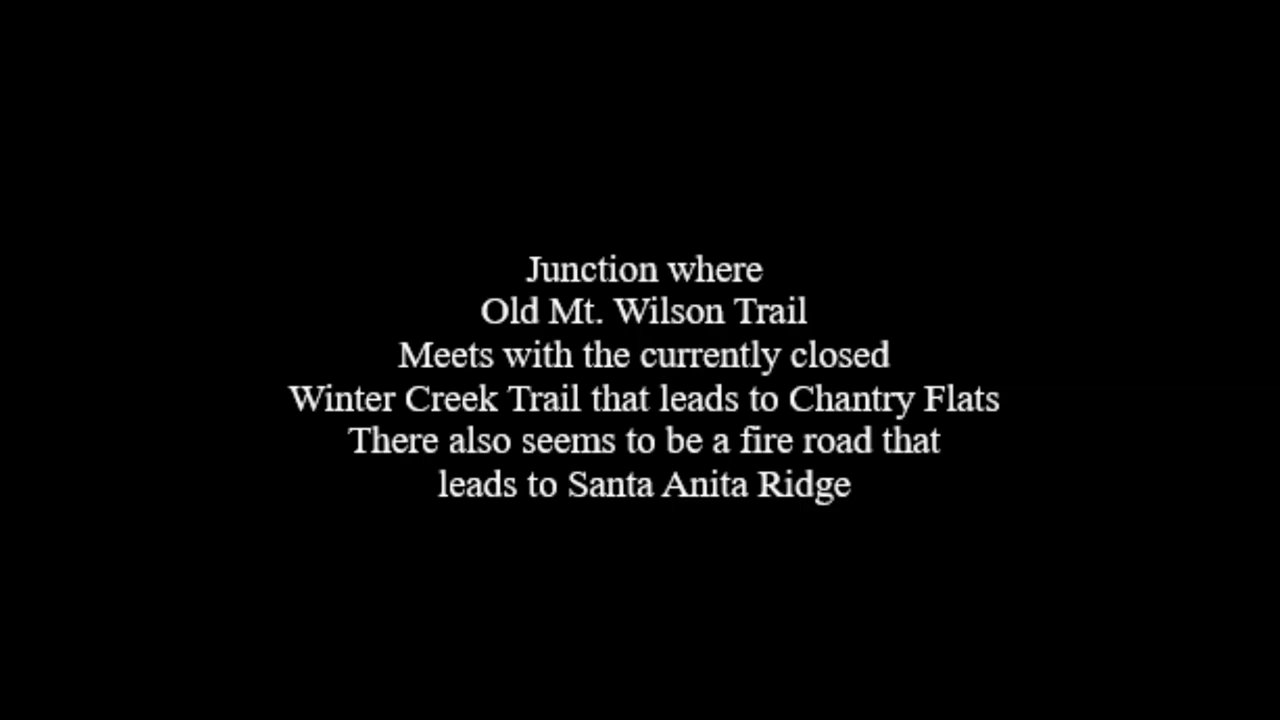 Junction where
Old Mt. Wilson Trail
Meets with the currently closed
Winter Creek Trail that leads to Chantry Flats
There also seems to be a fire road that
leads to Santa Anita Ridge